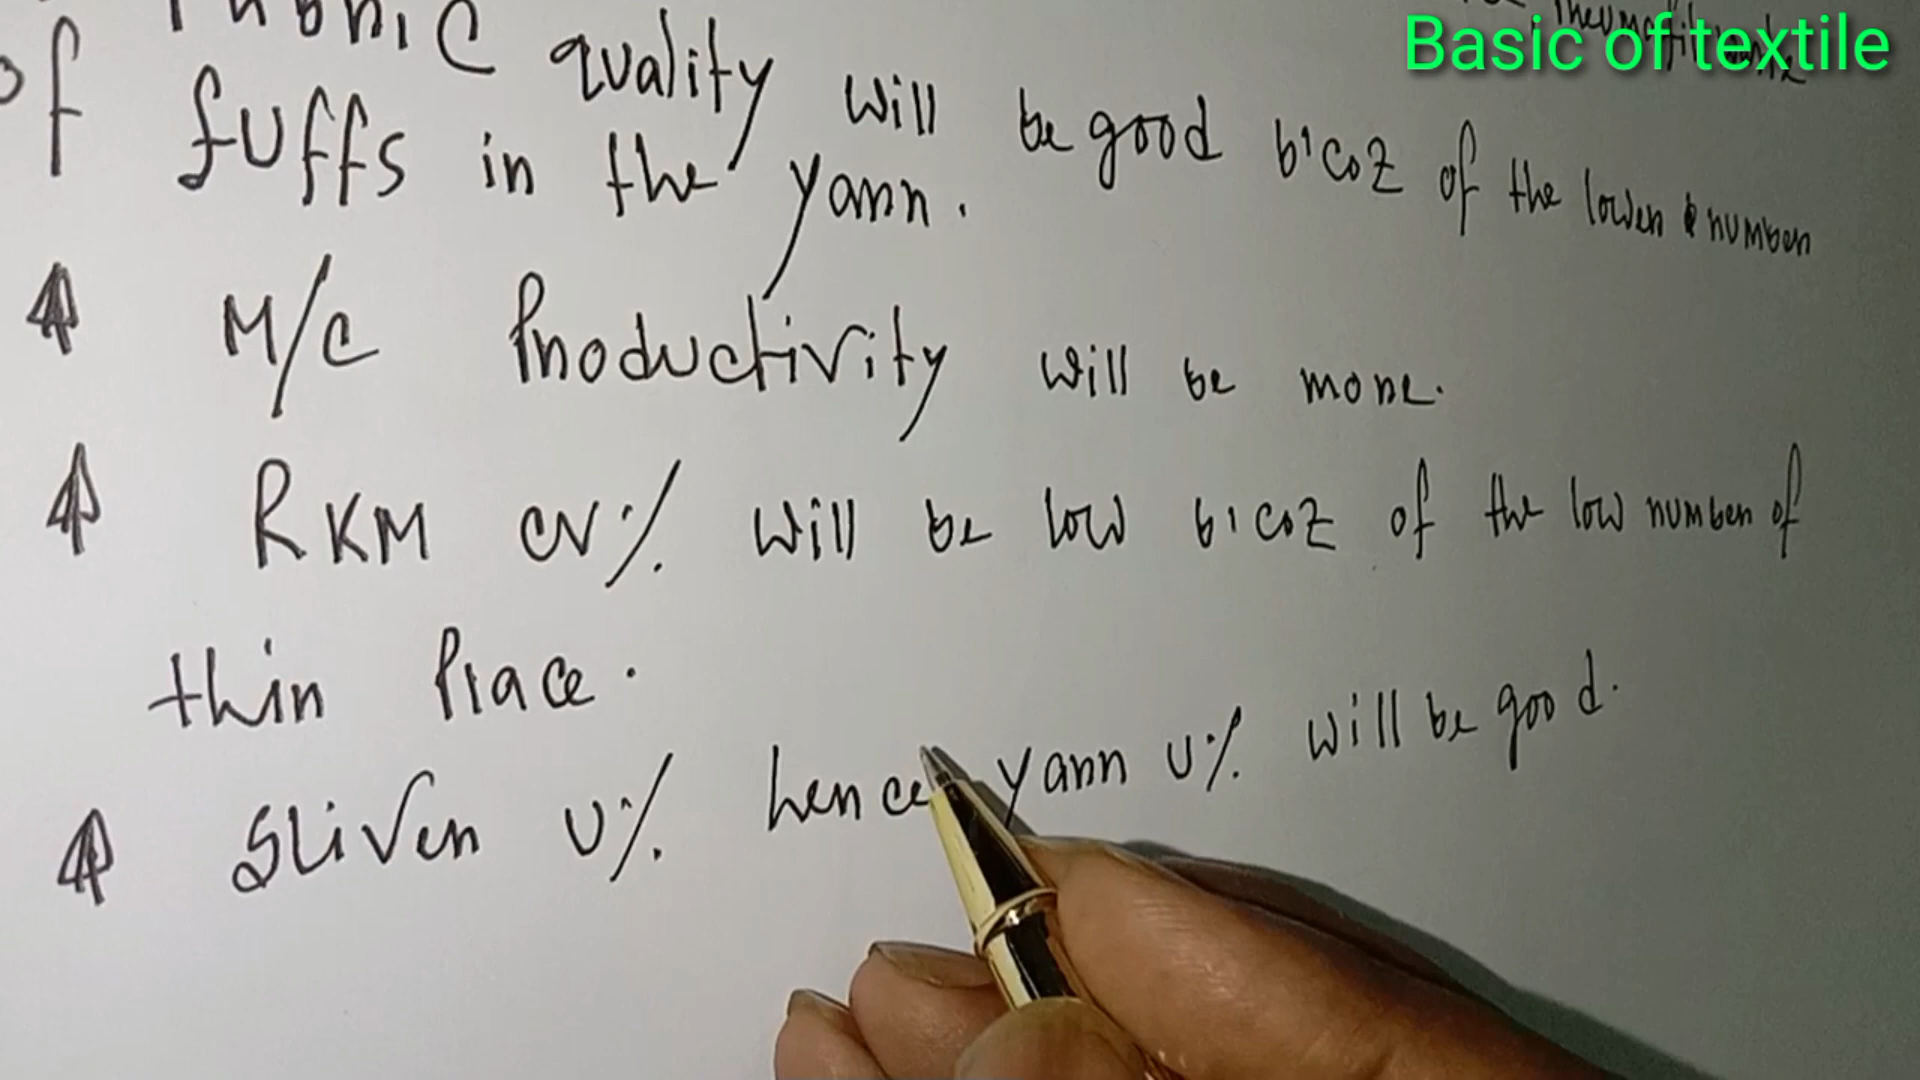 Basic of textile
Fabric quality will be good b'coz of the lower number
of fuffs in the yarn.
M/C Productivity will be more.
RKM CV% will be low b'coz of the low number of
thin Place.
Sliver U% hence yarn U% will be good.